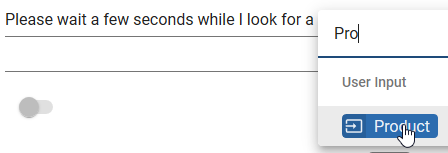 Please wait a few seconds while I look for a
Pro
User Input
Product